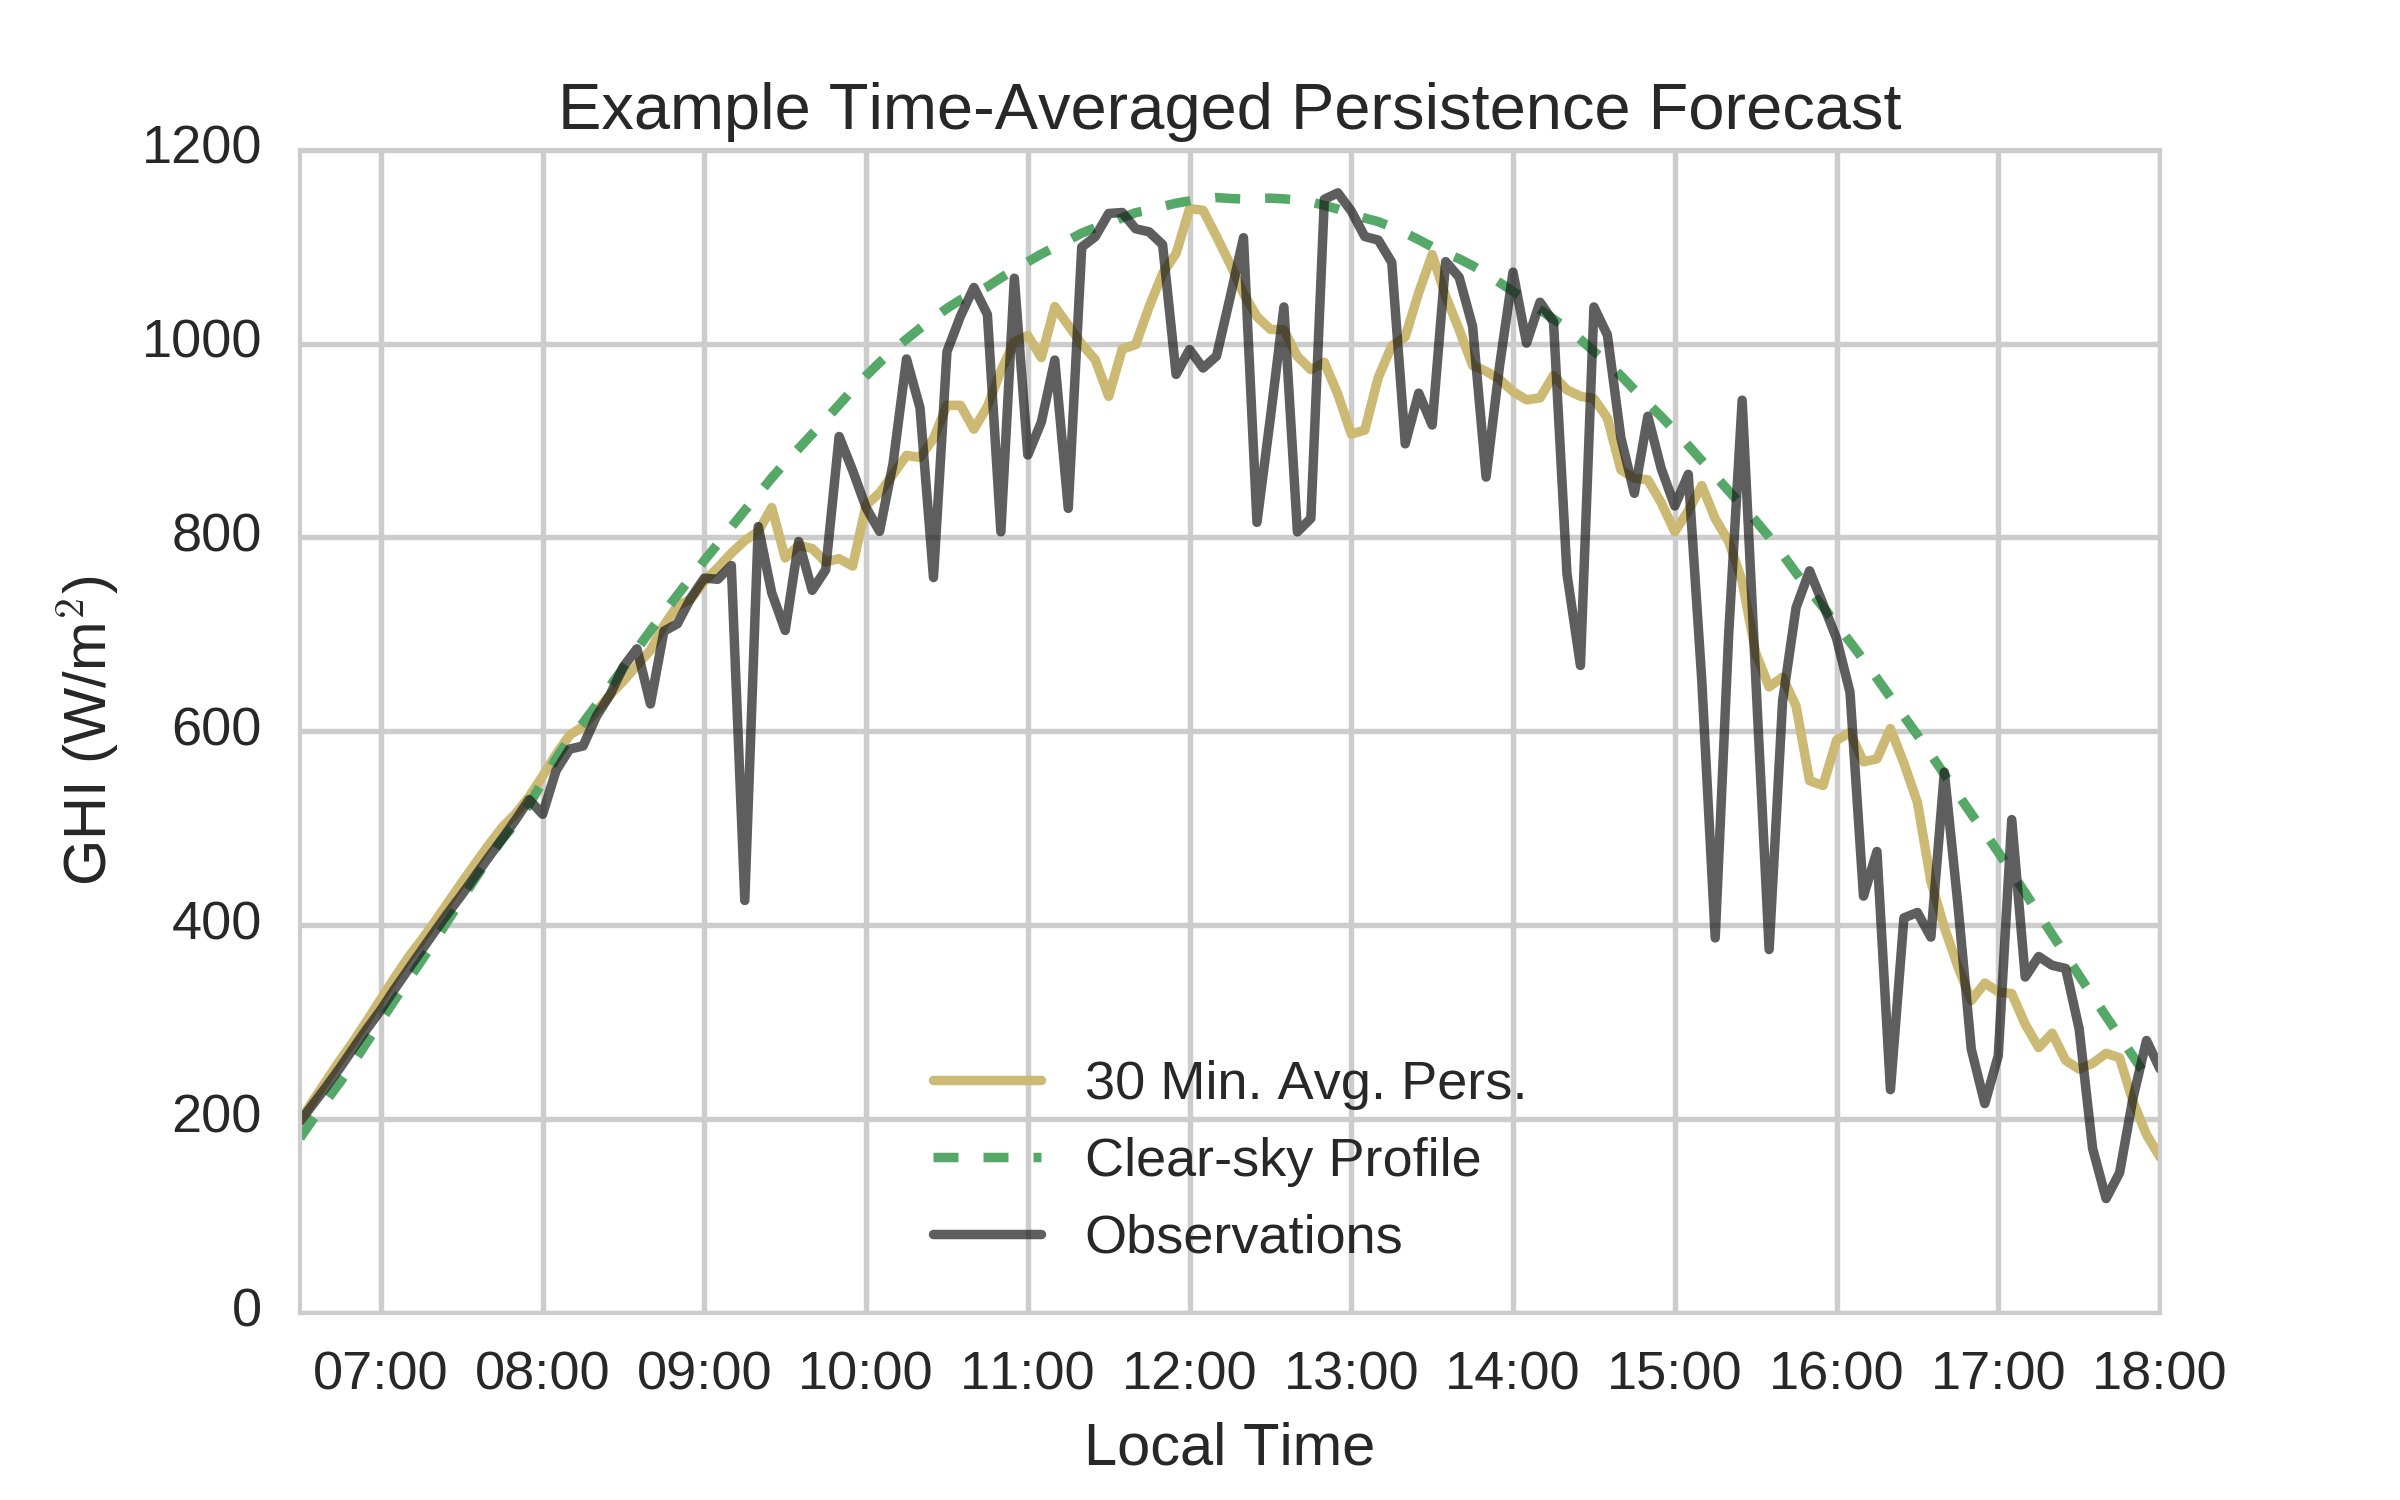 Example Time-Averaged Persistence Forecast
1200
1000
800
600
400
200
0
GHI (W/m²)
30 Min. Avg. Pers.
Clear-sky Profile
Observations
07:00 08:00 09:00 10:00 11:00 12:00 13:00 14:00 15:00 16:00 17:00 18:00
Local Time